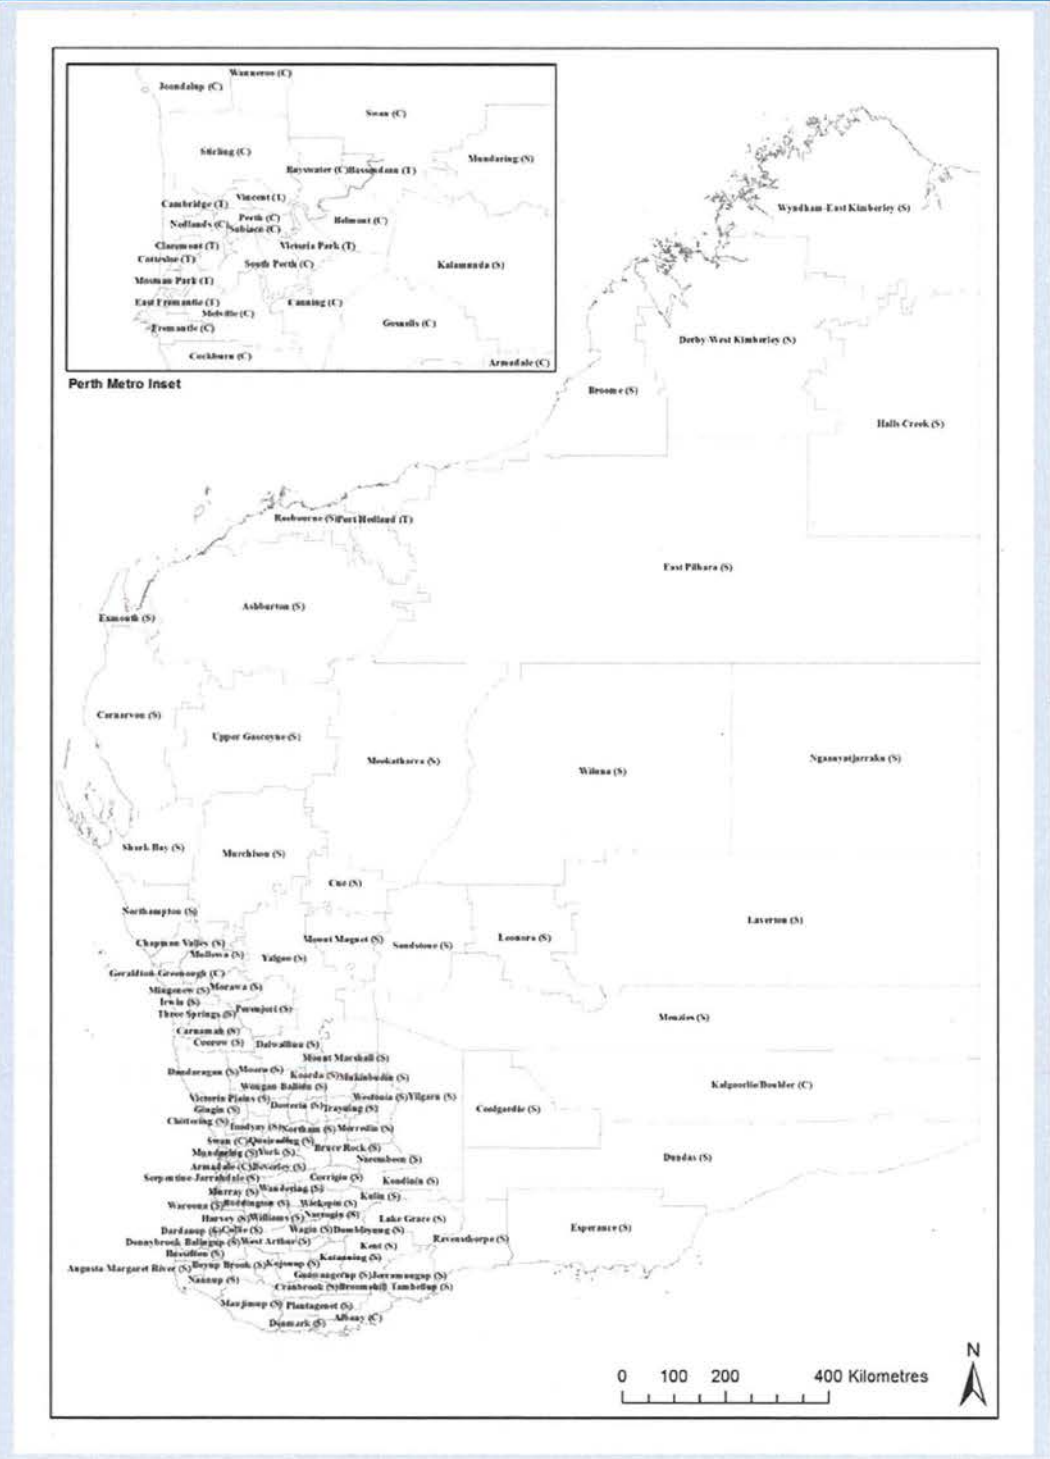 Wanneroo (C)
Joondalup (C)
Swan (C)
Stirling (C)
Mundaring (S)
Bayswater (C) Bassendean (T)
Vincent (T)
Cambridge (T)
Perth (C)
Nedlands (C) Subiaco (C)
Belmont (C)
Claremont (T)
Victoria Park (T)
Cottesloe (T)
South Perth (C)
Kalamunda (S)
Mosman Park (T)
East Fremantle (T)
Canning (C)
Melville (C)
Fremantle (C)
Gosnells (C)
Cockburn (C)
Armadale (C)
Perth Metro Inset
Wyndham-East Kimberley (S)
Derby-West Kimberley (S)
Broome (S)
Halls Creek (S)
Roebourne (S) Port Hedland (T)
East Pilbara (S)
Ashburton (S)
Exmouth (S)
Carnarvon (S)
Upper Gascoyne (S)
Meekatharra (S)
Wiluna (S)
Ngaanyatjarraku (S)
Shark Bay (S)
Murchison (S)
Cue (S)
Northampton (S)
Laverton (S)
Chapman Valley (S)
Mount Magnet (S)
Sandstone (S)
Leonora (S)
Mullewa (S)
Yalgoo (S)
Geraldton-Greenough (C)
Mingenew (S) Morawa (S)
Irwin (S)
Three Springs (S) Perenjori (S)
Menzies (S)
Carnamah (S)
Coorow (S) Dalwallinu (S)
Mount Marshall (S)
Dandaragan (S) Moora (S) Koorda (S) Mukinbudin (S)
Wongan-Ballidu (S)
Kalgoorlie/Boulder (C)
Victoria Plains (S) Westonia (S) Yilgarn (S)
Gingin (S) Dowerin (S) Trayning (S)
Coolgardie (S)
Chittering (S) Toodyay (S) Northam (S) Merredin (S)
Swan (C) Quairading (S)
Mundaring (S) York (S) Bruce Rock (S)
Narembeen (S)
Dundas (S)
Armadale (C) Beverley (S)
Serpentine-Jarrahdale (S) Corrigin (S) Kondinin (S)
Murray (S) Wandering (S)
Kulin (S)
Waroona (S) Boddington (S) Wickepin (S)
Harvey (S) Williams (S) Narrogin (S) Lake Grace (S)
Dardanup (S) Collie (S) Wagin (S) Dumbleyung (S)
Esperance (S)
Donnybrook-Balingup (S) West Arthur (S) Kent (S)
Ravensthorpe (S)
Busselton (S)
Katanning (S)
Augusta-Margaret River (S) Boyup Brook (S) Kojonup (S)
Nannup (S) Gnowangerup (S) Jerramungup (S)
Cranbrook (S) Broomehill-Tambellup (S)
Manjimup (S) Plantagenet (S)
Denmark (S) Albany (C)
N
0 100 200 400 Kilometres